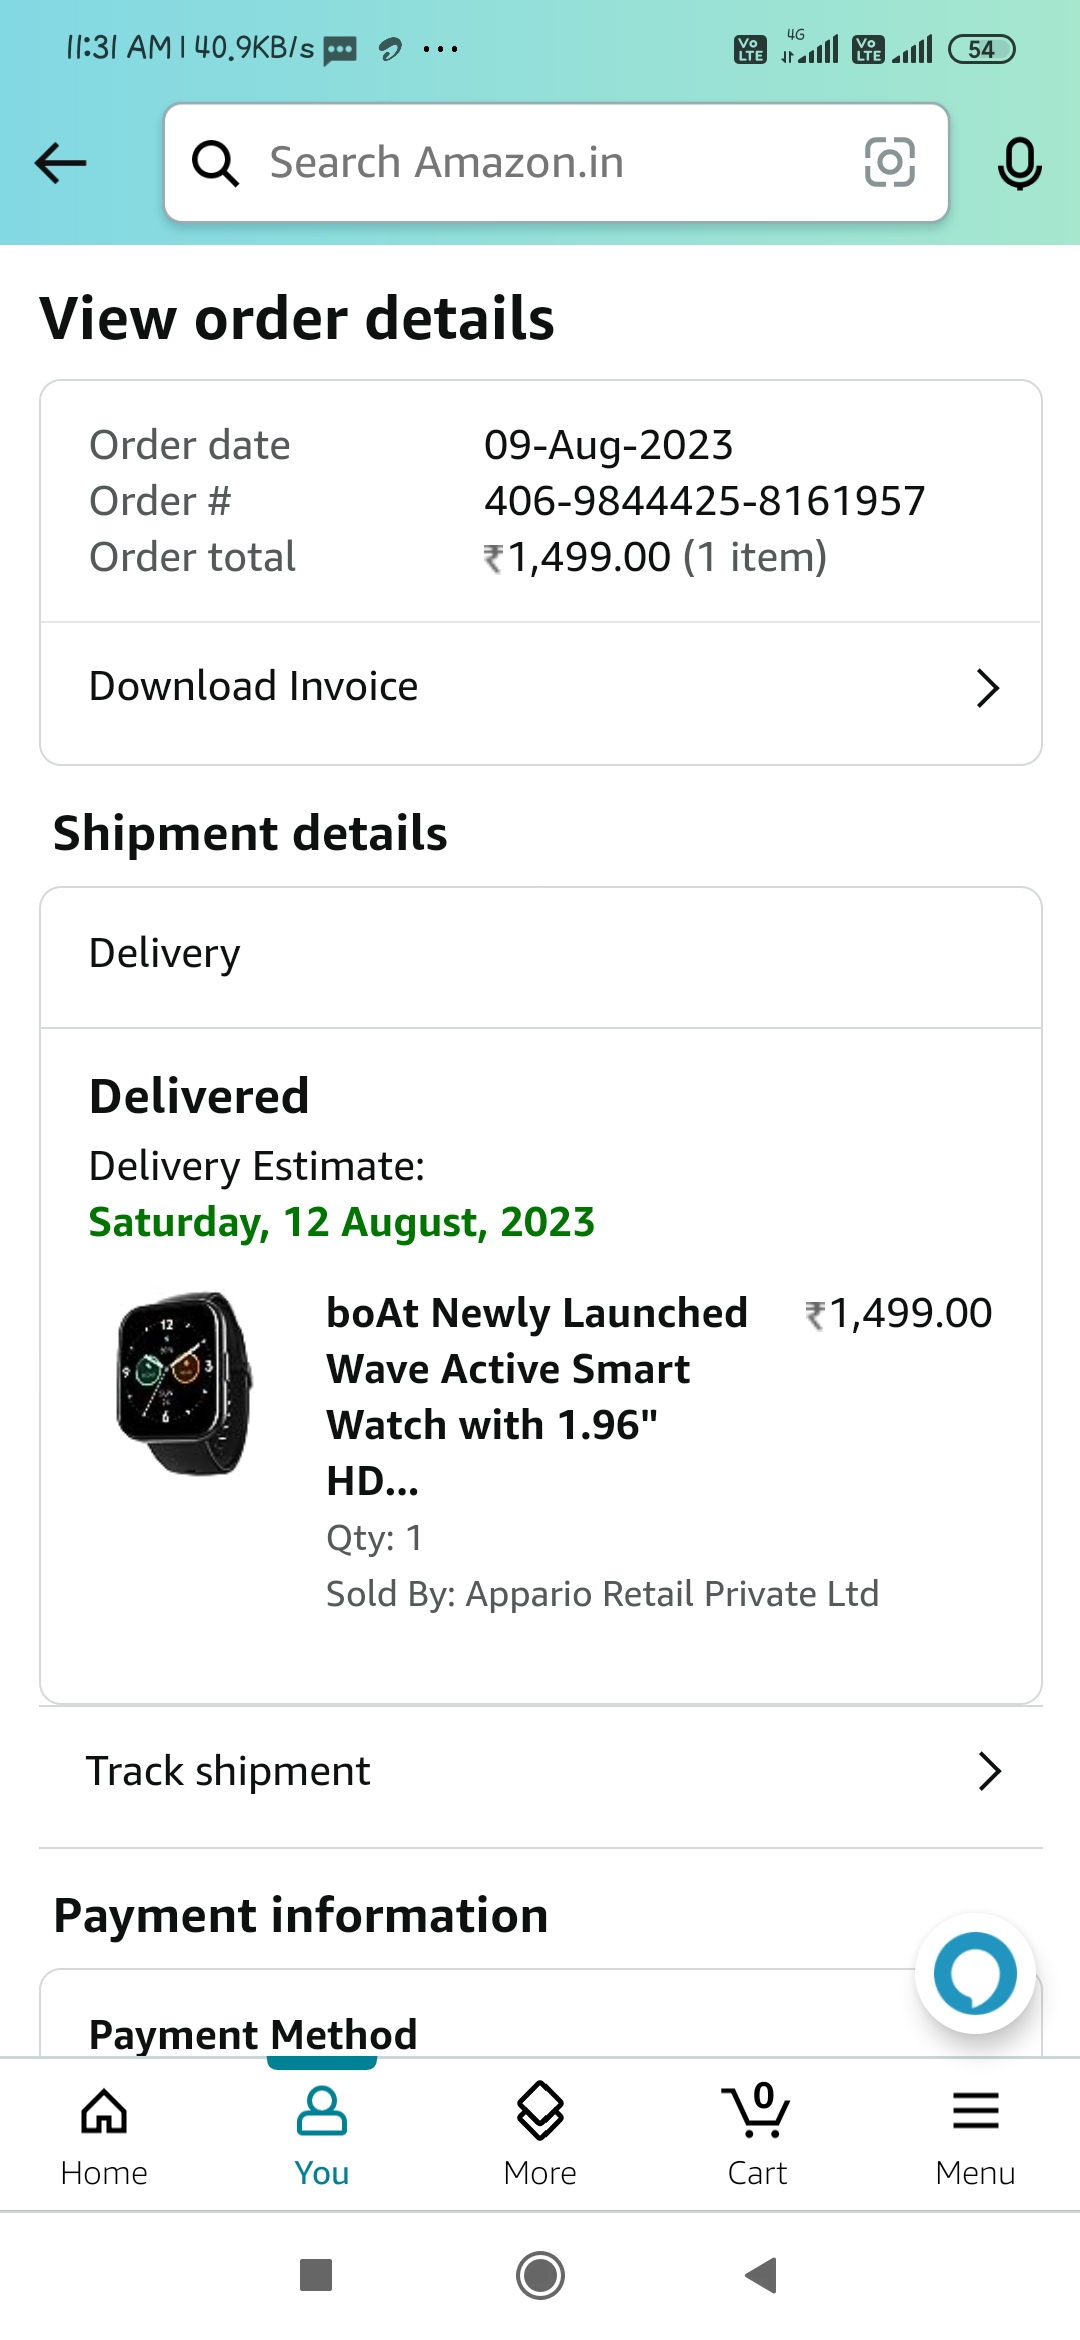 11:31 AM | 40.9KB/s ...
Vo LTE 4G Vo LTE 54
Search Amazon.in
View order details
Order date 09-Aug-2023
Order # 406-9844425-8161957
Order total ₹1,499.00 (1 item)
Download Invoice
Shipment details
Delivery
Delivered
Delivery Estimate:
Saturday, 12 August, 2023
boAt Newly Launched ₹1,499.00
Wave Active Smart
Watch with 1.96"
HD...
Qty: 1
Sold By: Appario Retail Private Ltd
12
9 3
6
Track shipment
Payment information
Payment Method
0
Home You More Cart Menu